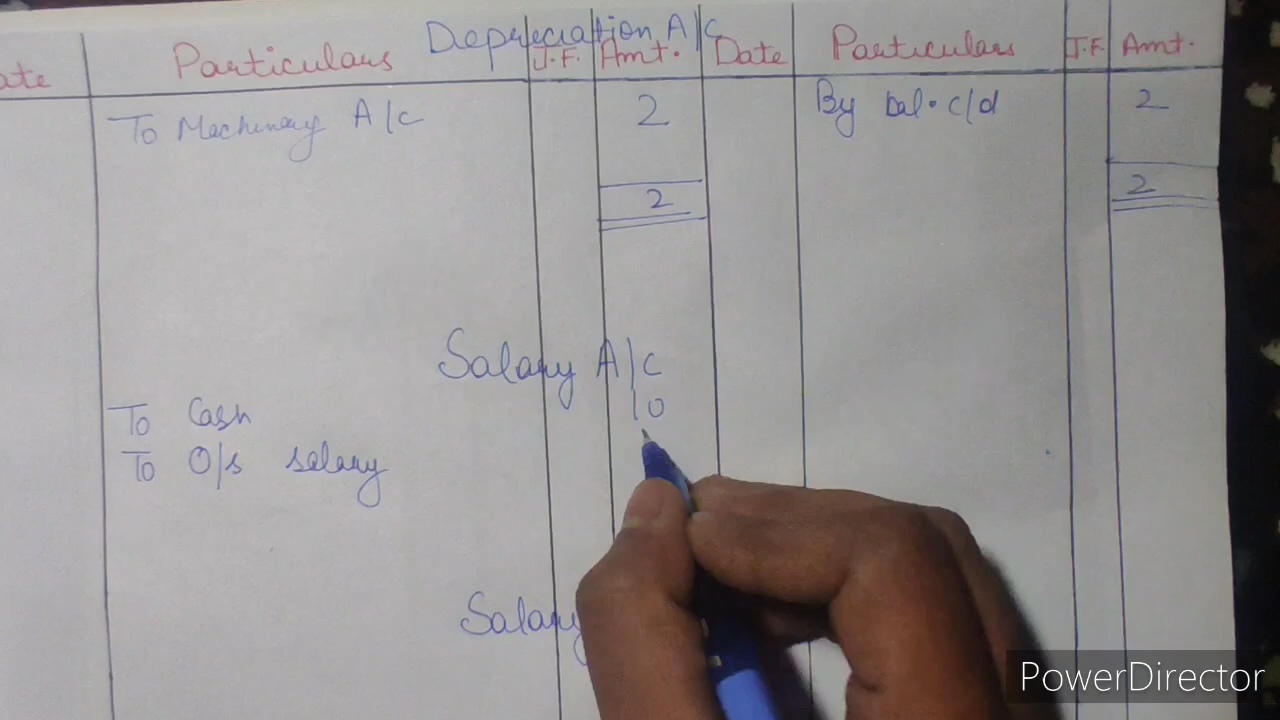 Depreciation A/c
ate Particulars J.F. Amt. Date Particulars J.F. Amt.
To Machinery A/c 2 By bal. c/d 2
2 2
Salary A/c
To Cash 10
To O/s salary
Salary
PowerDirector